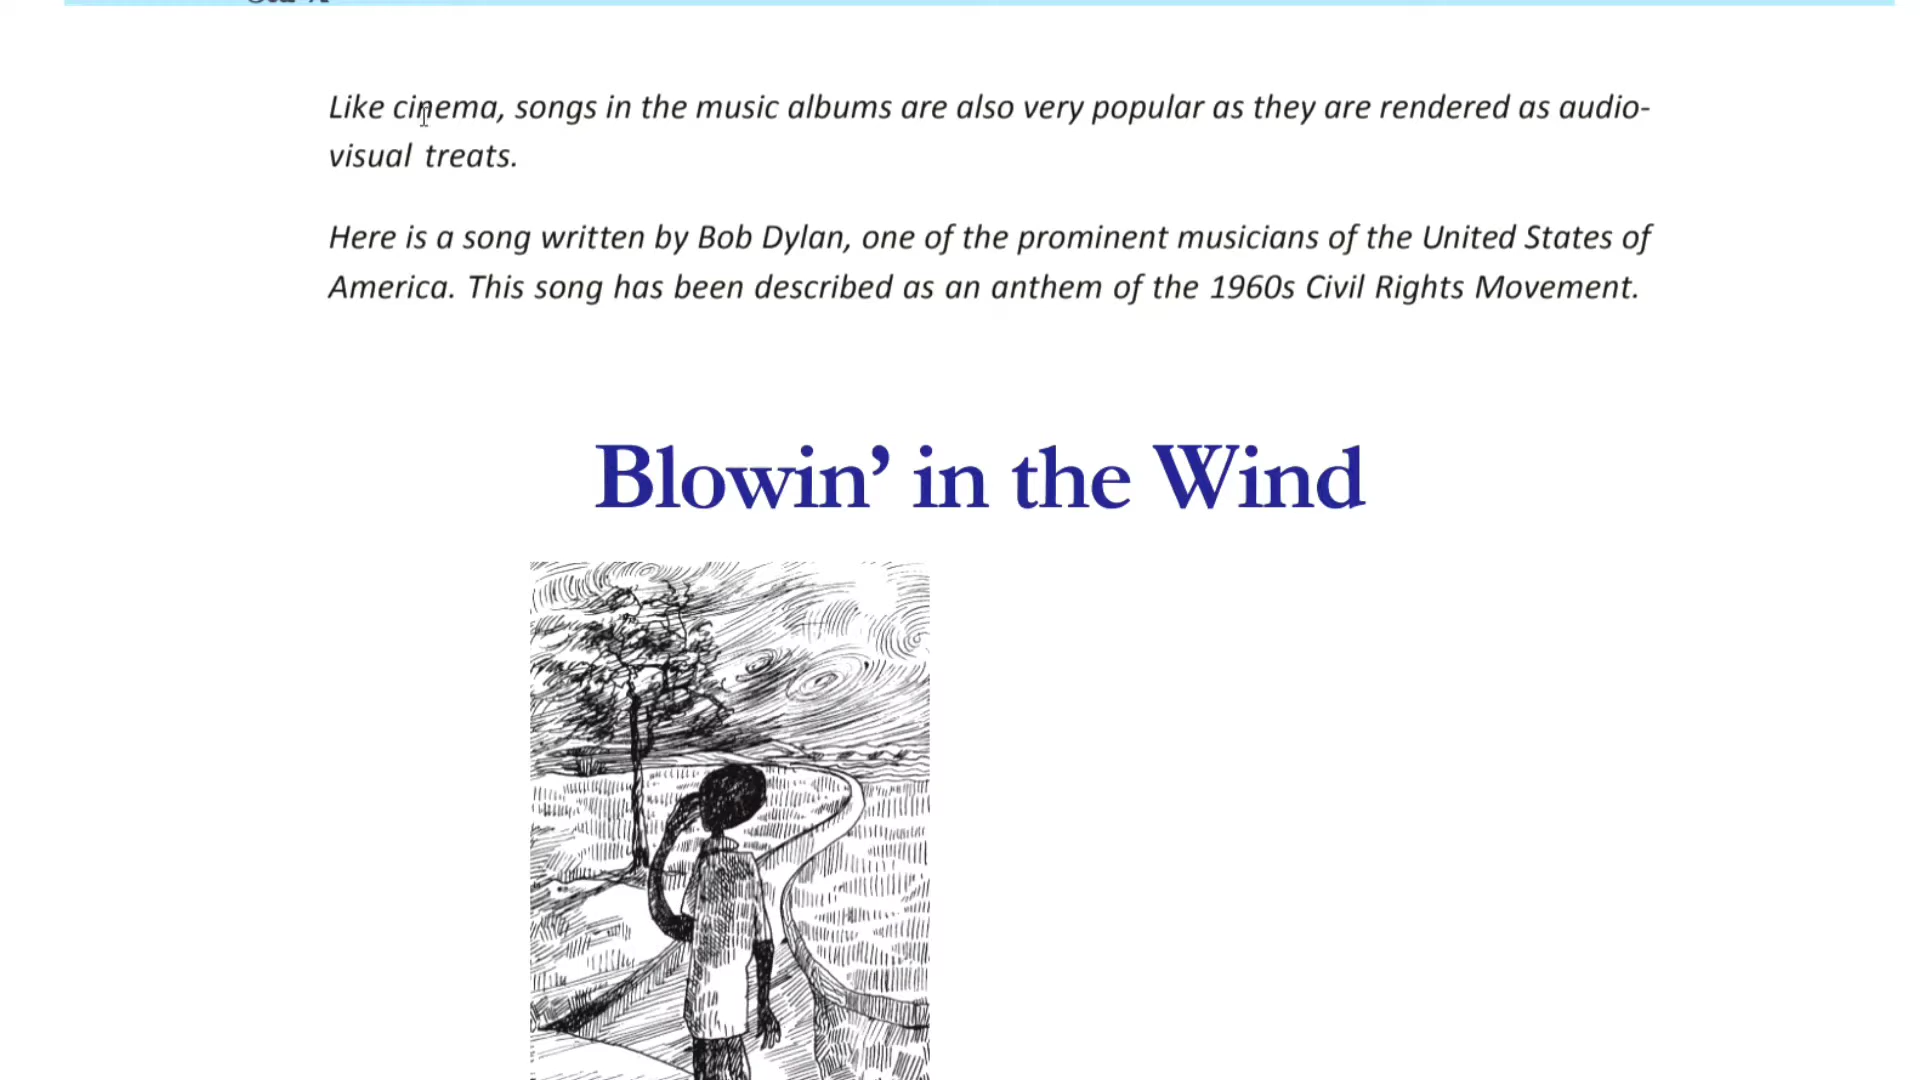 Like cinema, songs in the music albums are also very popular as they are rendered as audio-
visual treats.
Here is a song written by Bob Dylan, one of the prominent musicians of the United States of
America. This song has been described as an anthem of the 1960s Civil Rights Movement.
Blowin’ in the Wind